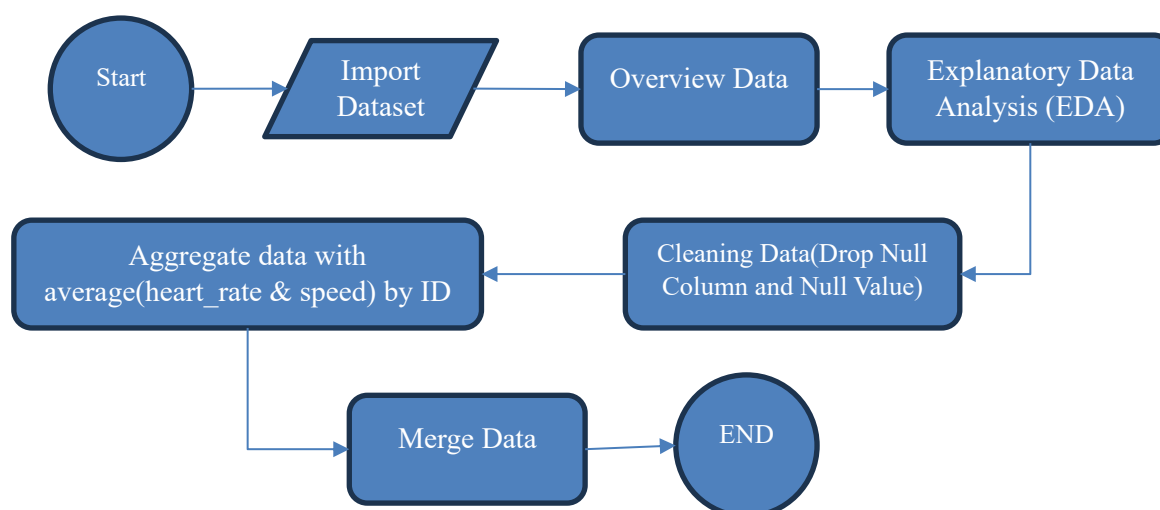 Start
Import
Dataset
Overview Data
Explanatory Data
Analysis (EDA)
Cleaning Data(Drop Null
Column and Null Value)
Aggregate data with
average(heart_rate & speed) by ID
Merge Data
END